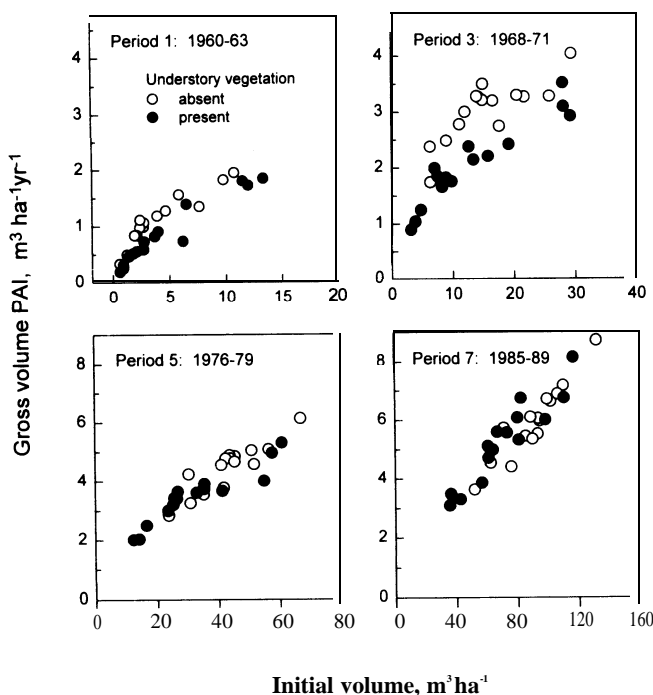 Period 1: 1960-63
Understory vegetation
absent
present
4
3
2
1
0
0 5 10 15 20
Period 3: 1968-71
4
3
2
1
0
0 10 20 30 40
Gross volume PAI, m³ ha⁻¹yr⁻¹
Period 5: 1976-79
8
6
4
2
0
0 20 40 60 80
Period 7: 1985-89
8
6
4
2
0
0 40 80 120 160
Initial volume, m³ha⁻¹